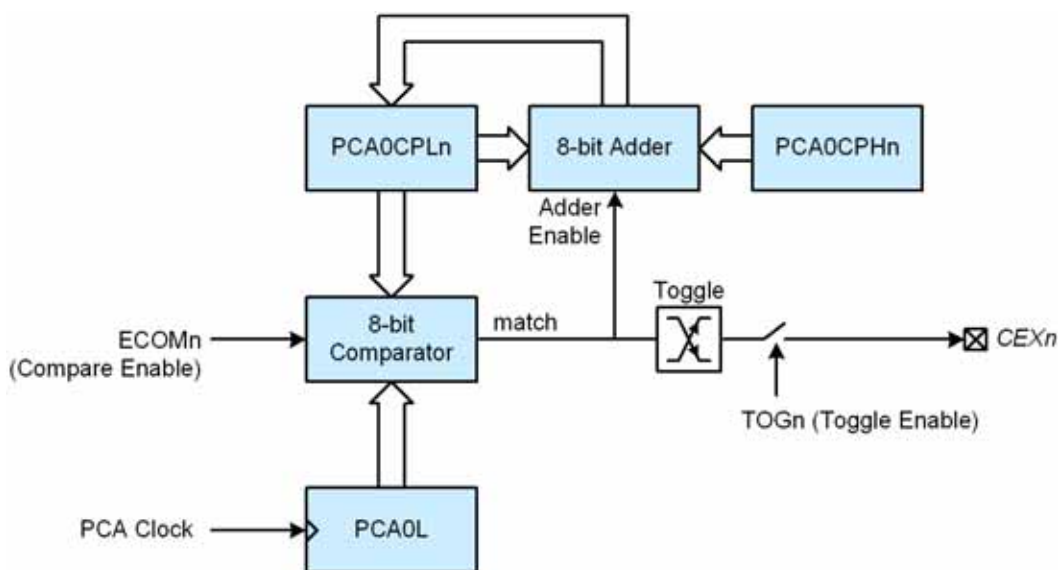 PCA0CPLn
8-bit Adder
PCA0CPHn
Adder
Enable
Toggle
ECOMn
(Compare Enable)
8-bit
Comparator
match
CEXn
TOGn (Toggle Enable)
PCA Clock
PCA0L